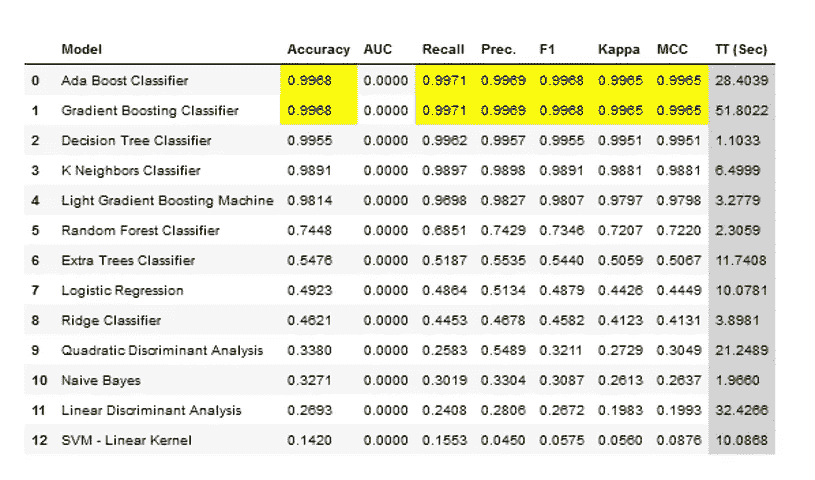 Model Accuracy AUC Recall Prec. F1 Kappa MCC TT (Sec)
0 Ada Boost Classifier 0.9968 0.0000 0.9971 0.9969 0.9968 0.9965 0.9965 28.4039
1 Gradient Boosting Classifier 0.9968 0.0000 0.9971 0.9969 0.9968 0.9965 0.9965 51.8022
2 Decision Tree Classifier 0.9955 0.0000 0.9962 0.9957 0.9955 0.9951 0.9951 1.1033
3 K Neighbors Classifier 0.9891 0.0000 0.9897 0.9898 0.9891 0.9881 0.9881 6.4999
4 Light Gradient Boosting Machine 0.9814 0.0000 0.9698 0.9827 0.9807 0.9797 0.9798 3.2779
5 Random Forest Classifier 0.7448 0.0000 0.6851 0.7429 0.7346 0.7207 0.7220 2.3059
6 Extra Trees Classifier 0.5476 0.0000 0.5187 0.5535 0.5440 0.5059 0.5067 11.7408
7 Logistic Regression 0.4923 0.0000 0.4864 0.5134 0.4879 0.4426 0.4449 10.0781
8 Ridge Classifier 0.4621 0.0000 0.4453 0.4678 0.4582 0.4123 0.4131 3.8981
9 Quadratic Discriminant Analysis 0.3380 0.0000 0.2583 0.5489 0.3211 0.2729 0.3049 21.2489
10 Naive Bayes 0.3271 0.0000 0.3019 0.3304 0.3087 0.2613 0.2637 1.9660
11 Linear Discriminant Analysis 0.2693 0.0000 0.2408 0.2806 0.2672 0.1983 0.1993 32.4266
12 SVM - Linear Kernel 0.1420 0.0000 0.1553 0.0450 0.0575 0.0560 0.0876 10.0868